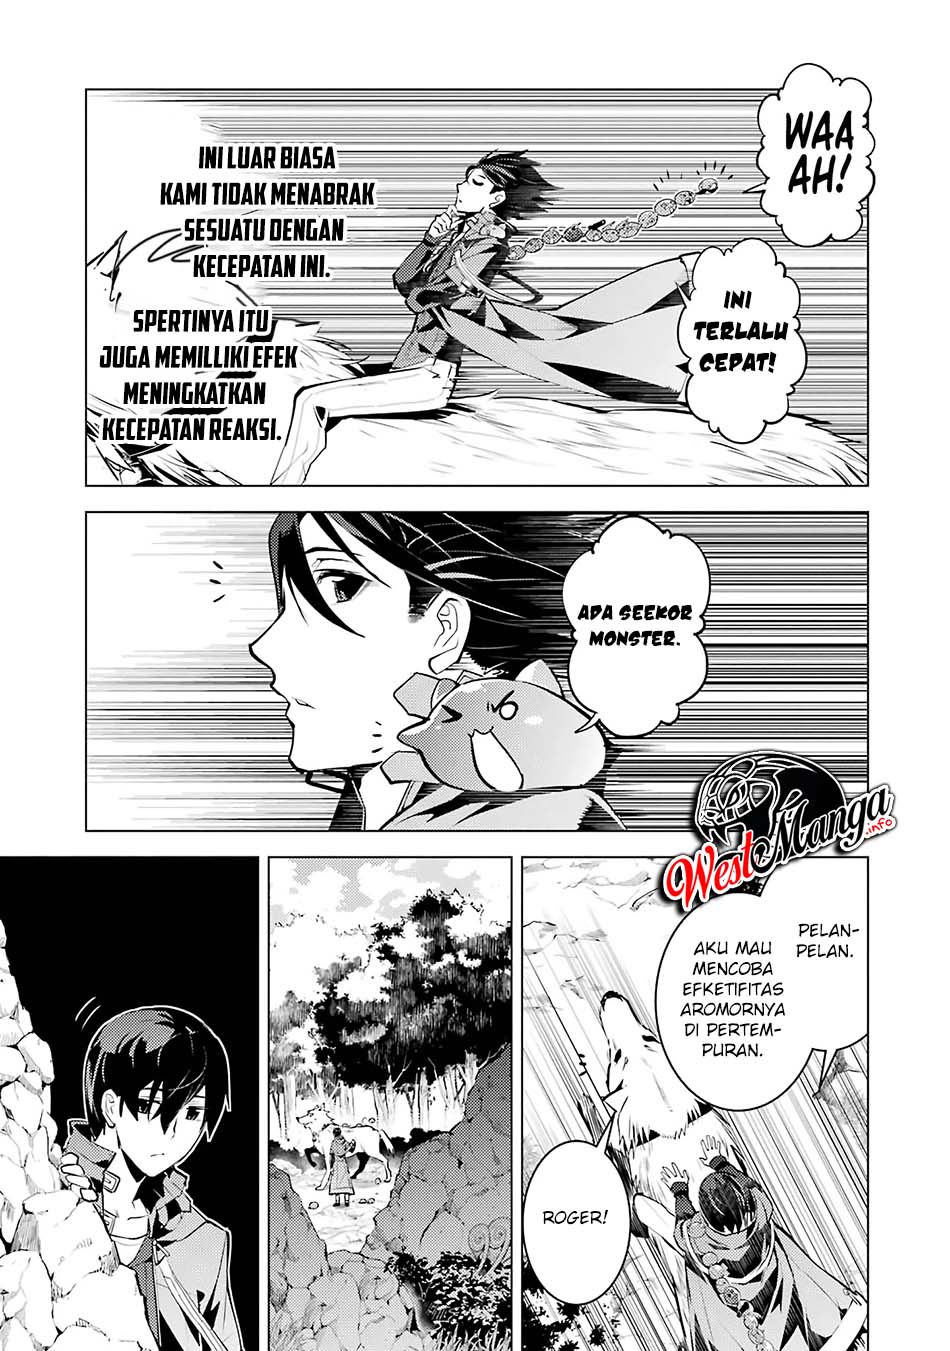 WAA
AH!
INI
TERLALU
CEPAT!
INI LUAR BIASA
KAMI TIDAK MENABRAK
SESUATU DENGAN
KECEPATAN INI.
SPERTINYA ITU
JUGA MEMILLIKI EFEK
MENINGKATKAN
KECEPATAN REAKSI.
ADA SEEKOR
MONSTER.
WestManga
.info
PELAN-
PELAN.
AKU MAU
MENCOBA
EFKETIFITAS
AROMORNYA
DI PERTEM-
PURAN.
ROGER!